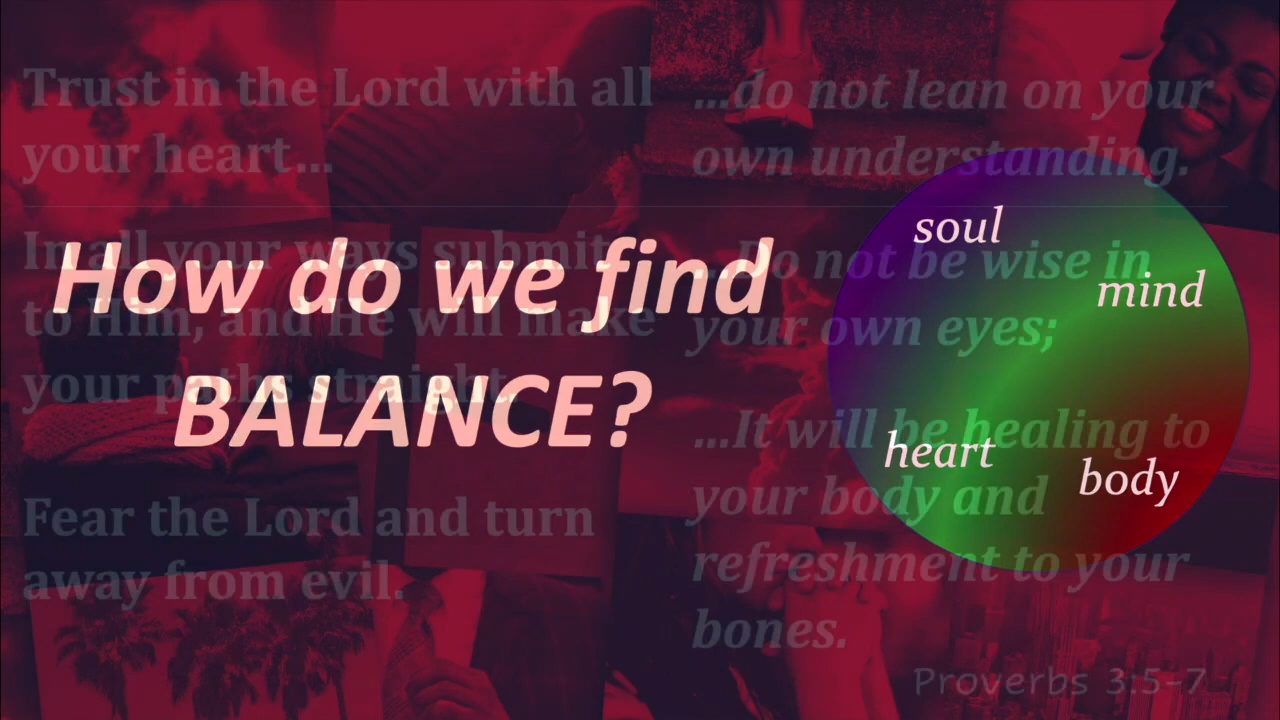 Trust in the Lord with all
your heart...
In all your ways submit
to Him, and He will make
your paths straight.
Fear the Lord and turn
away from evil.
...do not lean on your
own understanding.
...Do not be wise in
your own eyes;
...It will be healing to
your body and
refreshment to your
bones.
Proverbs 3:5-7
How do we find
BALANCE?
soul
mind
heart
body